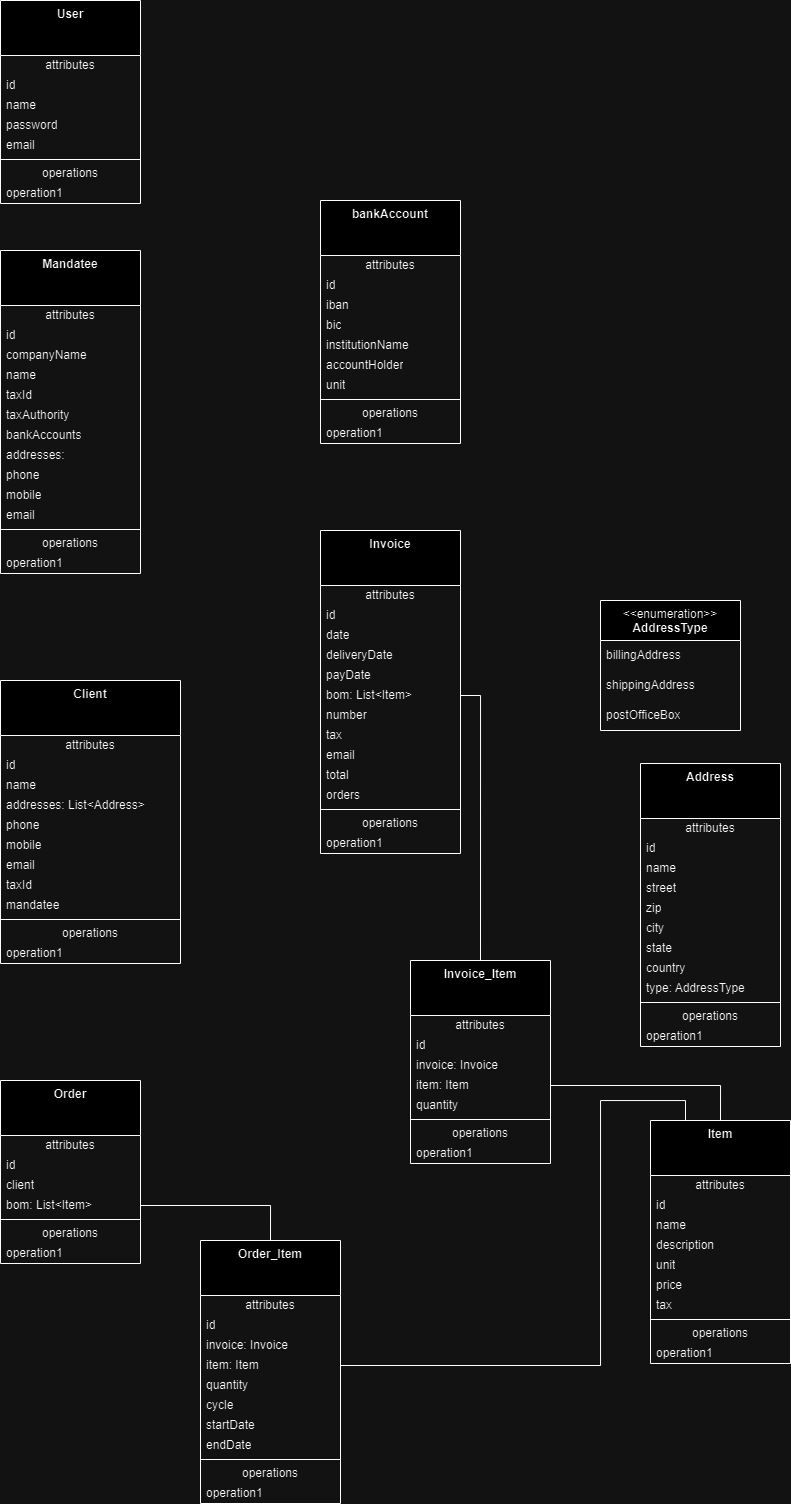 User
attributes
id
name
password
email
operations
operation1
bankAccount
attributes
id
iban
bic
institutionName
accountHolder
unit
operations
operation1
Mandatee
attributes
id
companyName
name
taxId
taxAuthority
bankAccounts
addresses:
phone
mobile
email
operations
operation1
Invoice
attributes
id
date
deliveryDate
payDate
bom: List<Item>
number
tax
email
total
orders
operations
operation1
<<enumeration>>
AddressType
billingAddress
shippingAddress
postOfficeBox
Client
attributes
id
name
addresses: List<Address>
phone
mobile
email
taxId
mandatee
operations
operation1
Address
attributes
id
name
street
zip
city
state
country
type: AddressType
operations
operation1
Invoice_Item
attributes
id
invoice: Invoice
item: Item
quantity
operations
operation1
Order
attributes
id
client
bom: List<Item>
operations
operation1
Item
attributes
id
name
description
unit
price
tax
operations
operation1
Order_Item
attributes
id
invoice: Invoice
item: Item
quantity
cycle
startDate
endDate
operations
operation1